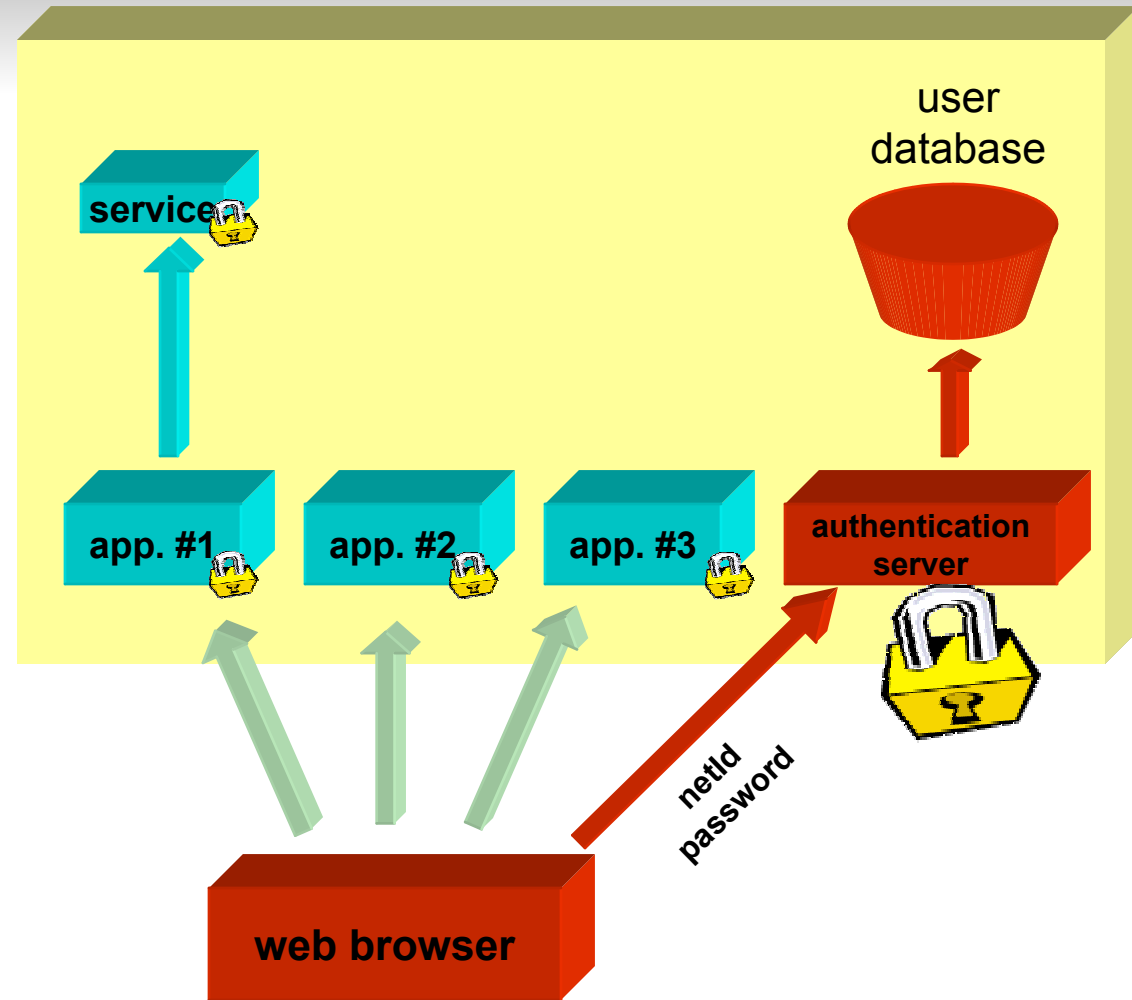 user
database
service
app. #1
app. #2
app. #3
authentication
server
netId
password
web browser